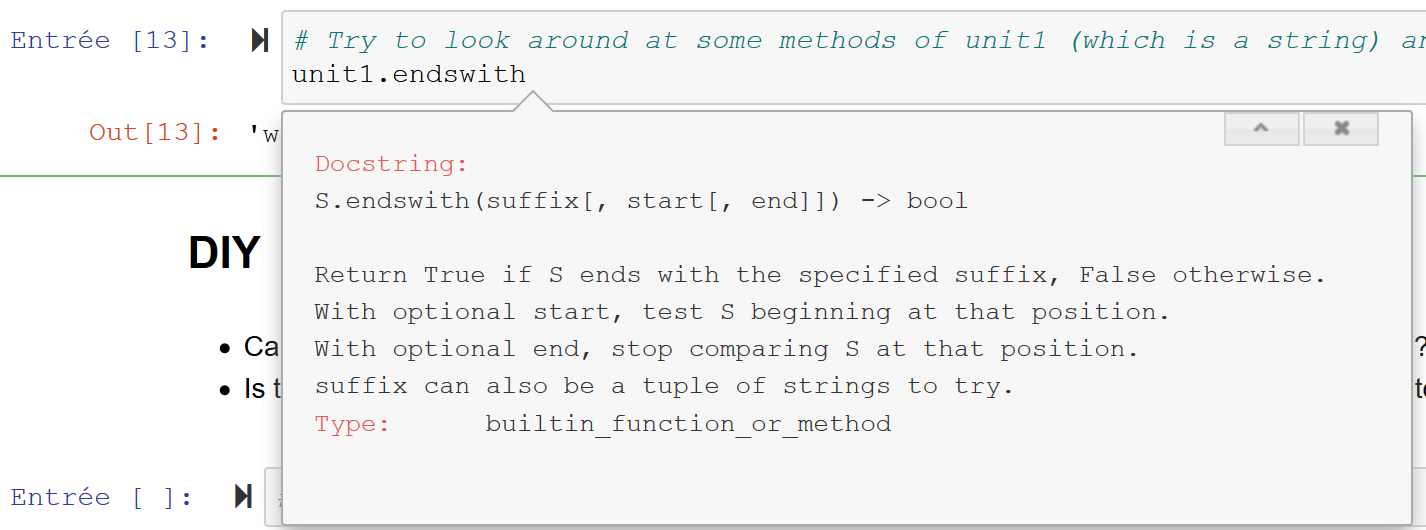 Entrée [13]: # Try to look around at some methods of unit1 (which is a string)
unit1.endswith
Out[13]: 'w
Docstring:
S.endswith(suffix[, start[, end]]) -> bool
Return True if S ends with the specified suffix, False otherwise.
With optional start, test S beginning at that position.
With optional end, stop comparing S at that position.
suffix can also be a tuple of strings to try.
Type: builtin_function_or_method
DIY
• Ca ?
• Is t
Entrée [ ]: #